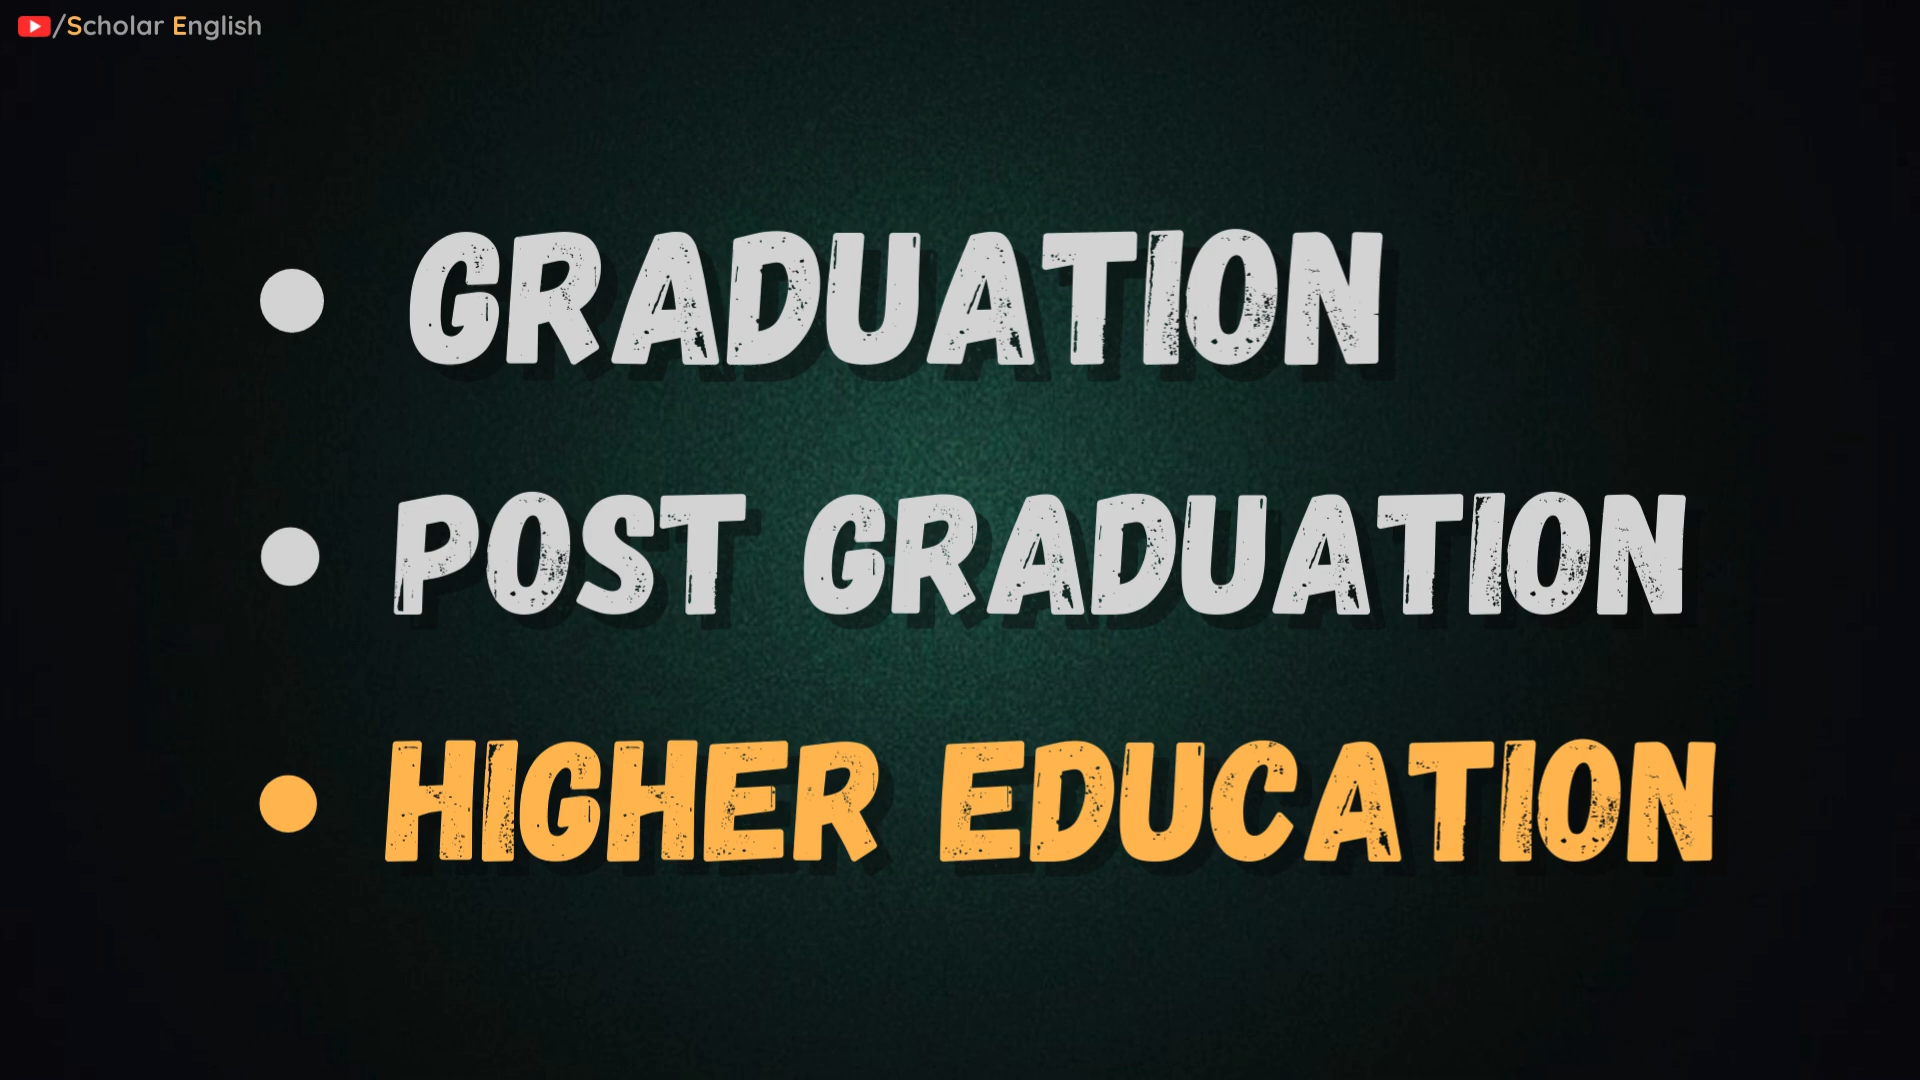 /Scholar English
• GRADUATION
• POST GRADUATION
• HIGHER EDUCATION